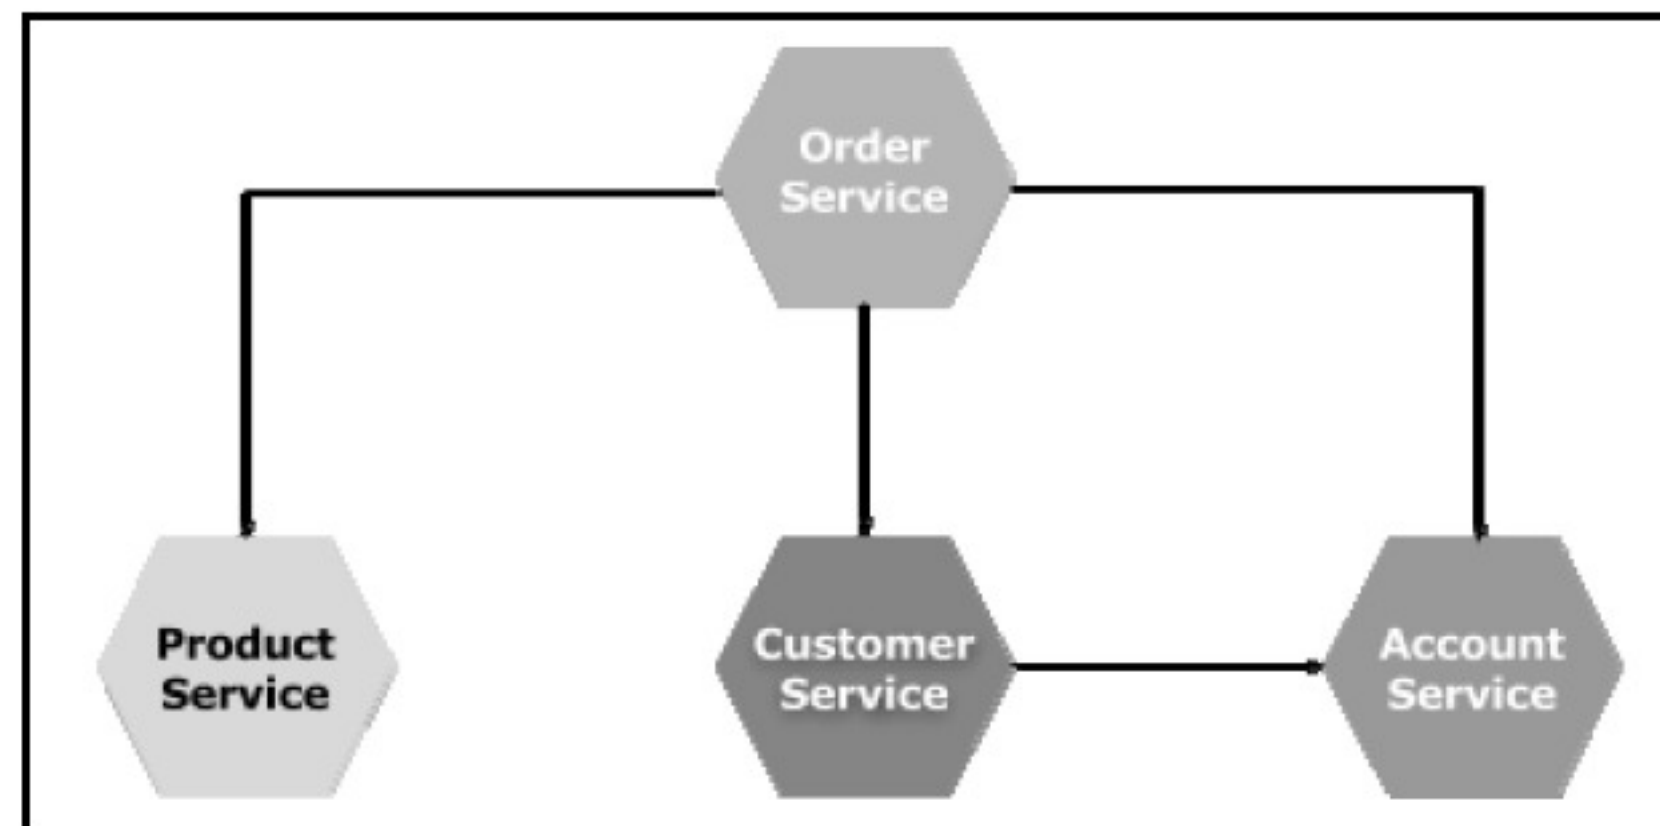 Order
Service
Product
Service
Customer
Service
Account
Service